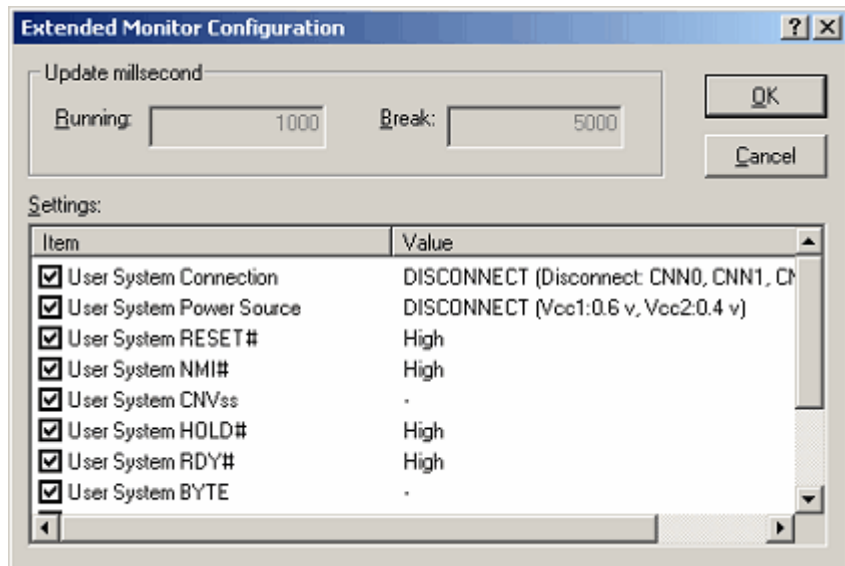 Extended Monitor Configuration
Update millsecond
Running: 1000 Break: 5000
OK
Cancel
Settings:
Item Value
User System Connection DISCONNECT (Disconnect: CNN0, CNN1, CN
User System Power Source DISCONNECT (Vcc1:0.6 v, Vcc2:0.4 v)
User System RESET# High
User System NMI# High
User System CNVss -
User System HOLD# High
User System RDY# High
User System BYTE -